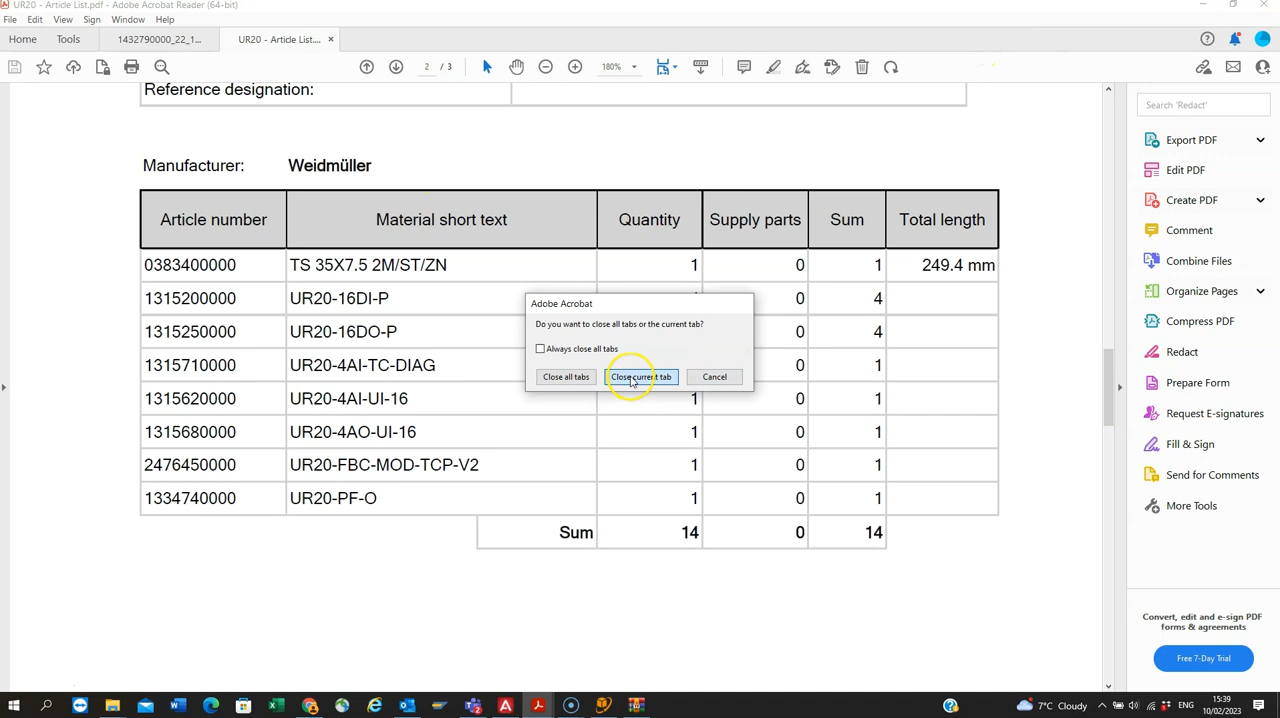 UR20 - Article List.pdf - Adobe Acrobat Reader (64-bit)
File Edit View Sign Window Help
Home Tools 1432790000_22_1... UR20 - Article List.... ×
2 / 3 180%
Search 'Redact'
Reference designation:
Manufacturer: Weidmüller
Article number Material short text Quantity Supply parts Sum Total length
0383400000 TS 35X7.5 2M/ST/ZN 1 0 1 249.4 mm
1315200000 UR20-16DI-P 0 4
1315250000 UR20-16DO-P 0 4
1315710000 UR20-4AI-TC-DIAG 0 1
1315620000 UR20-4AI-UI-16 1 0 1
1315680000 UR20-4AO-UI-16 1 0 1
2476450000 UR20-FBC-MOD-TCP-V2 1 0 1
1334740000 UR20-PF-O 1 0 1
Sum 14 0 14
Adobe Acrobat
Do you want to close all tabs or the current tab?
Always close all tabs
Close all tabs Close current tab Cancel
Export PDF
Edit PDF
Create PDF
Comment
Combine Files
Organize Pages
Compress PDF
Redact
Prepare Form
Request E-signatures
Fill & Sign
Send for Comments
More Tools
Convert, edit and e-sign PDF
forms & agreements
Free 7-Day Trial
7°C Cloudy ENG
15:39
10/02/2023